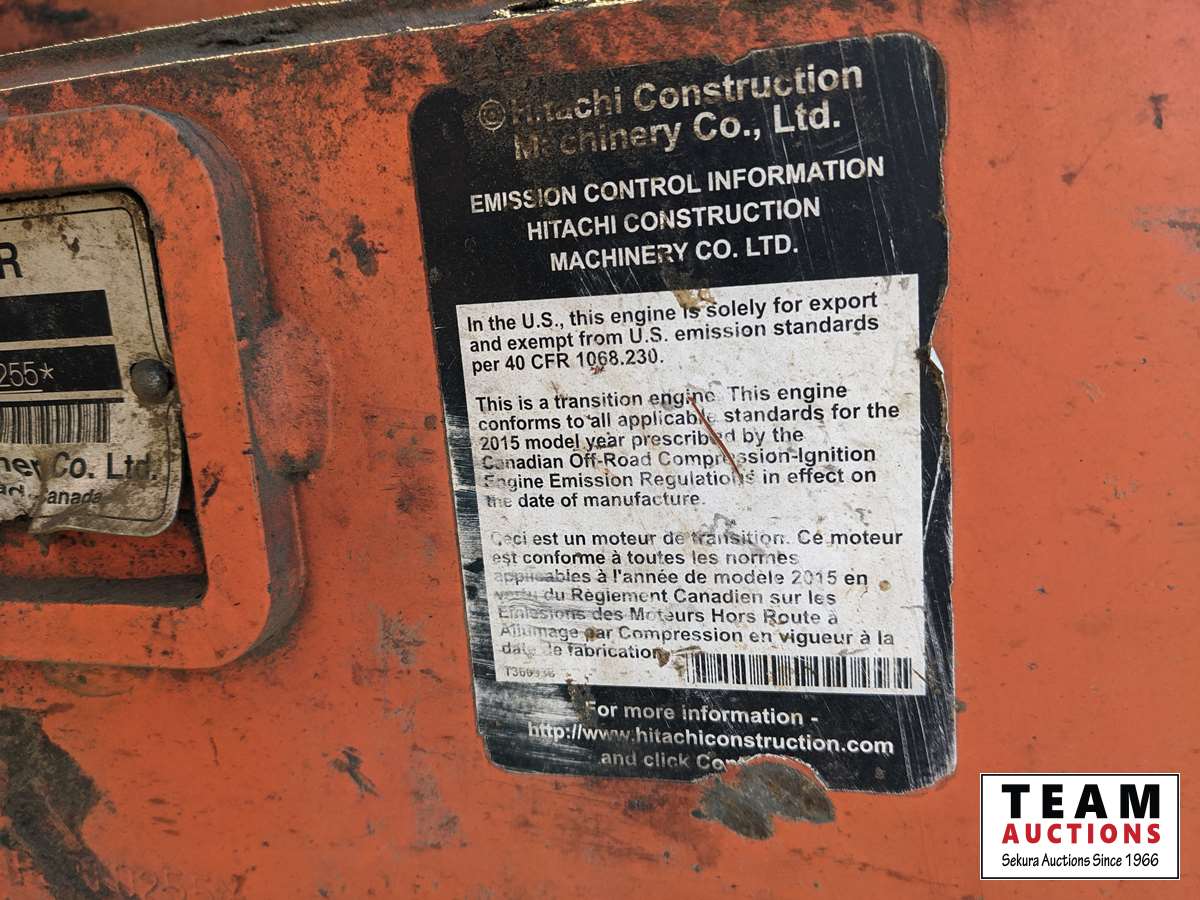 R
255*
ner Co. Ltd.
Canada
Hitachi Construction
Machinery Co., Ltd.
EMISSION CONTROL INFORMATION
HITACHI CONSTRUCTION
MACHINERY CO. LTD.
In the U.S., this engine is solely for export
and exempt from U.S. emission standards
per 40 CFR 1068.230.
This is a transition engine. This engine
conforms to all applicable standards for the
2015 model year prescribed by the
Canadian Off-Road Compression-Ignition
Engine Emission Regulations in effect on
the date of manufacture.
Ceci est un moteur de transition. Ce moteur
est conforme à toutes les normes
applicables à l'année de modèle 2015 en
vertu du Règlement Canadien sur les
Émissions des Moteurs Hors Route à
Allumage par Compression en vigueur à la
date de fabrication.
For more information -
http://www.hitachiconstruction.com
and click
TEAM
AUCTIONS
Sekura Auctions Since 1966